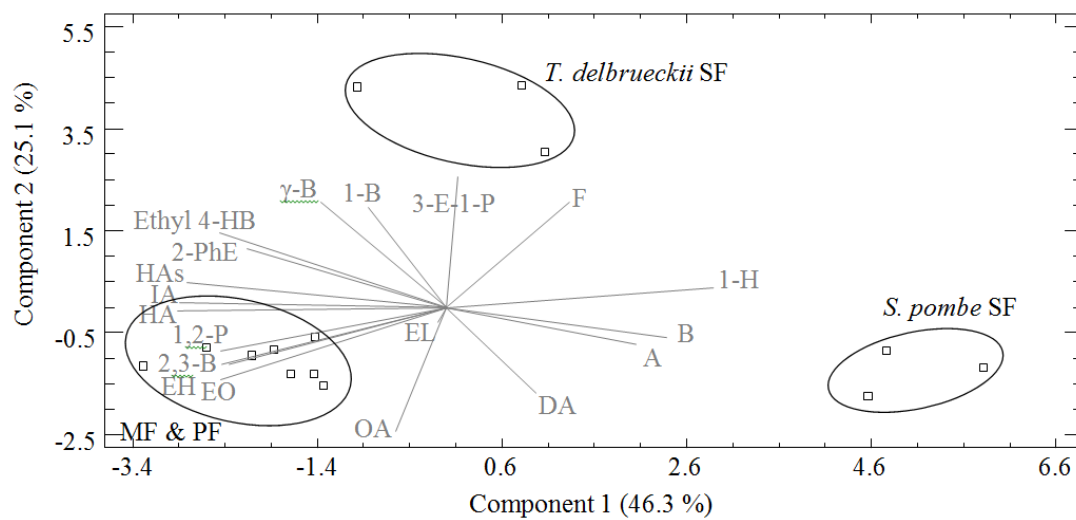 5.5
T. delbrueckii SF
3.5
γ-B 1-B 3-E-1-P F
Ethyl 4-HB
1.5
2-PhE
HAs
IA
HA
1-H
S. pombe SF
-0.5
1,2-P
EL
B
A
2,3-B
EH EO
DA
OA
MF & PF
-2.5
-3.4 -1.4 0.6 2.6 4.6 6.6
Component 1 (46.3 %)
Component 2 (25.1 %)